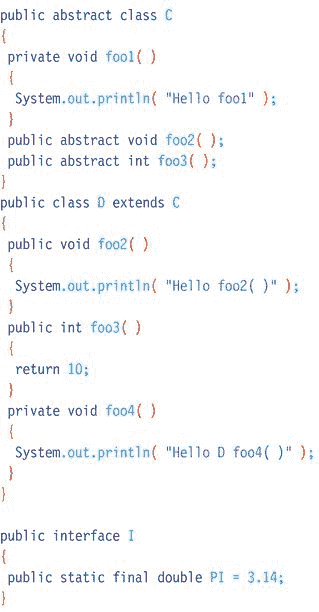 public abstract class C
{
private void foo1( )
{
System.out.println( "Hello foo1" );
}
public abstract void foo2( );
public abstract int foo3( );
}
public class D extends C
{
public void foo2( )
{
System.out.println( "Hello foo2( )" );
}
public int foo3( )
{
return 10;
}
private void foo4( )
{
System.out.println( "Hello D foo4( )" );
}
}
public interface I
{
public static final double PI = 3.14;
}